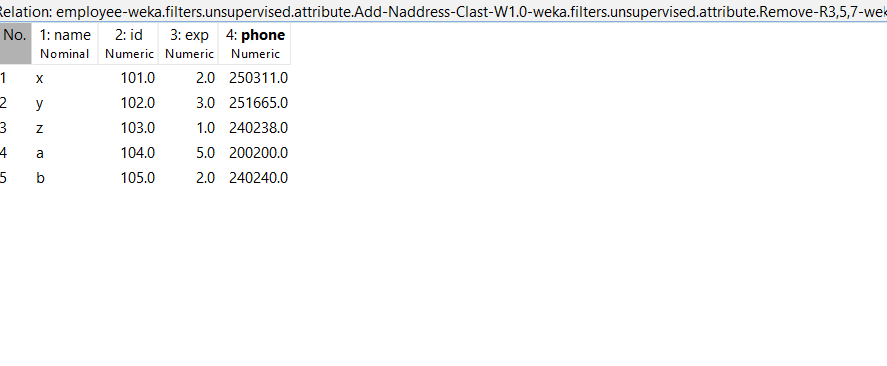 Relation: employee-weka.filters.unsupervised.attribute.Add-Naddress-Clast-W1.0-weka.filters.unsupervised.attribute.Remove-R3,5,7-wek
No. 1: name 2: id 3: exp 4: phone
Nominal Numeric Numeric Numeric
1 x 101.0 2.0 250311.0
2 y 102.0 3.0 251665.0
3 z 103.0 1.0 240238.0
4 a 104.0 5.0 200200.0
5 b 105.0 2.0 240240.0